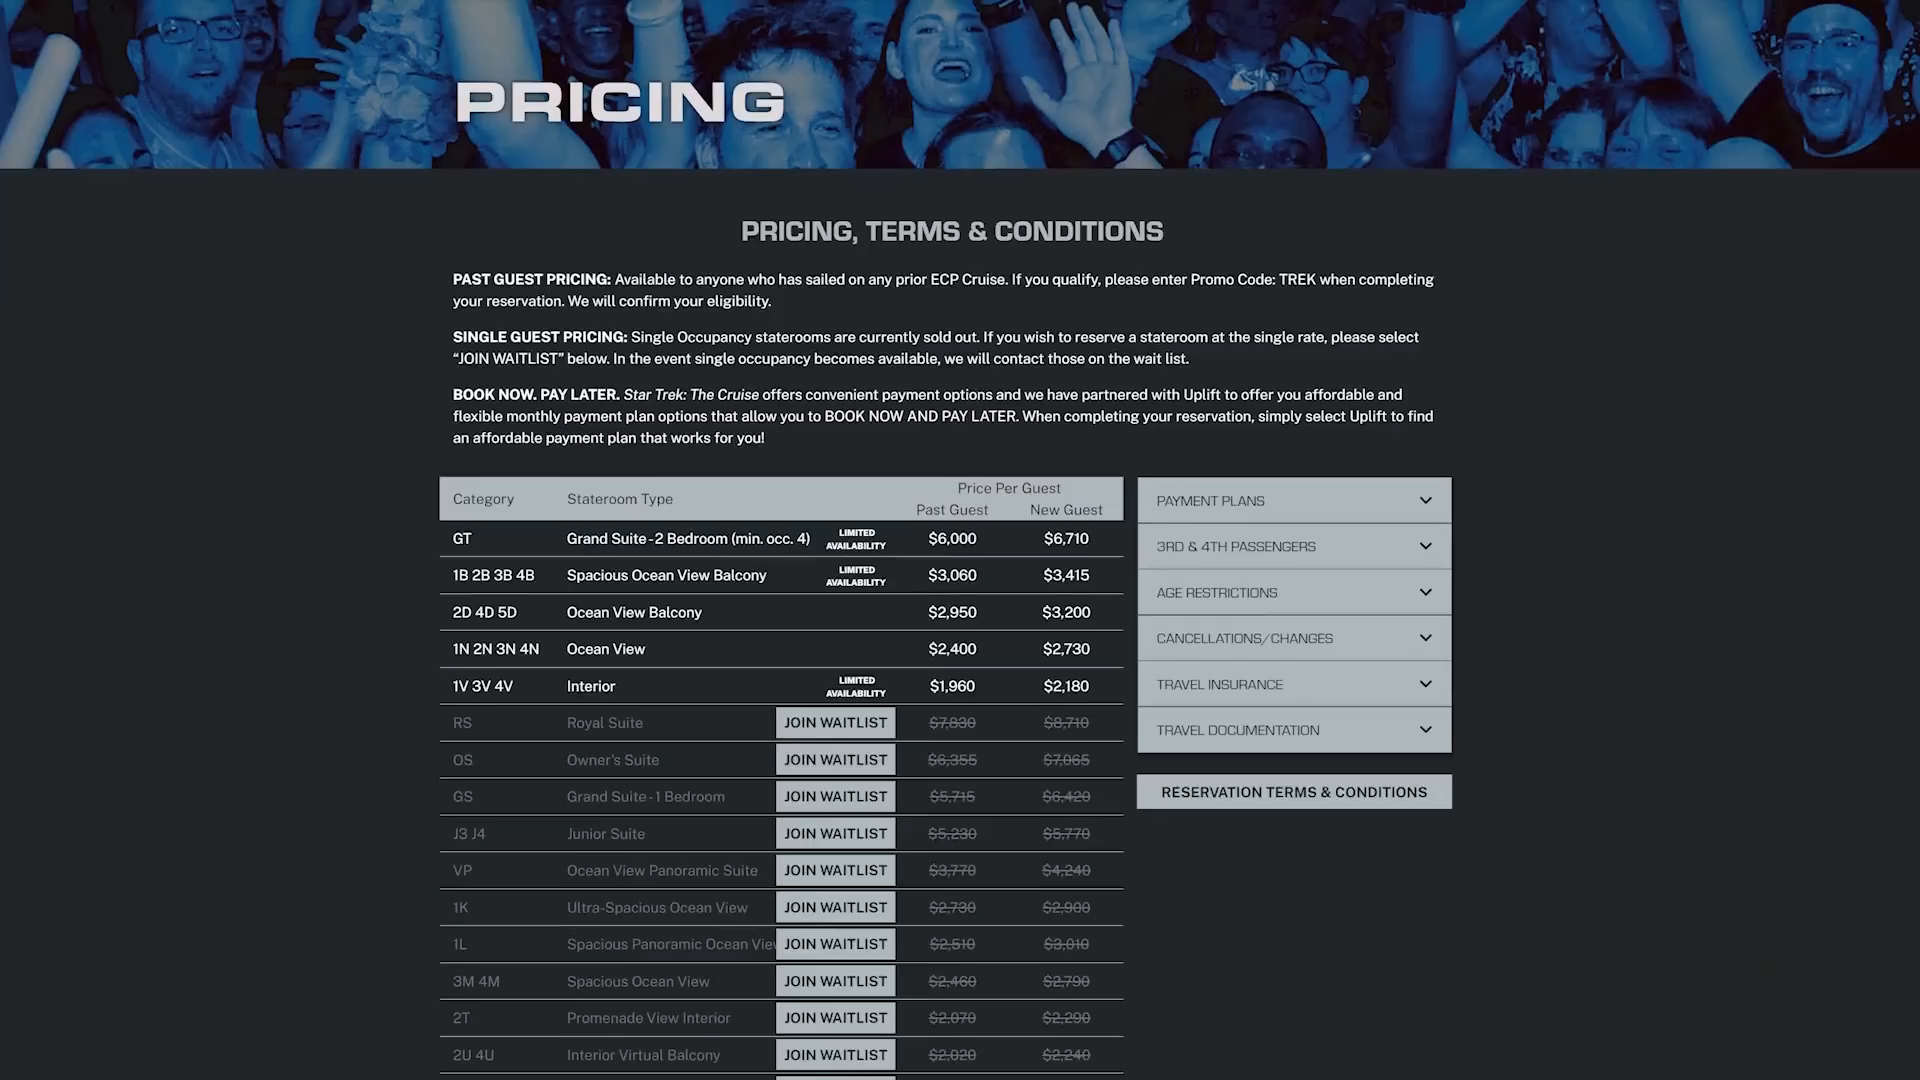 PRICING
PRICING, TERMS & CONDITIONS
PAST GUEST PRICING: Available to anyone who has sailed on any prior ECP Cruise. If you qualify, please enter Promo Code: TREK when completing
your reservation. We will confirm your eligibility.
SINGLE GUEST PRICING: Single Occupancy staterooms are currently sold out. If you wish to reserve a stateroom at the single rate, please select
“JOIN WAITLIST” below. In the event single occupancy becomes available, we will contact those on the wait list.
BOOK NOW. PAY LATER. Star Trek: The Cruise offers convenient payment options and we have partnered with Uplift to offer you affordable and
flexible monthly payment plan options that allow you to BOOK NOW AND PAY LATER. When completing your reservation, simply select Uplift to find
an affordable payment plan that works for you!
Category Stateroom Type Price Per Guest
Past Guest New Guest
GT Grand Suite - 2 Bedroom (min. occ. 4) LIMITED AVAILABILITY $6,000 $6,710
1B 2B 3B 4B Spacious Ocean View Balcony LIMITED AVAILABILITY $3,060 $3,415
2D 4D 5D Ocean View Balcony $2,950 $3,200
1N 2N 3N 4N Ocean View $2,400 $2,730
1V 3V 4V Interior LIMITED AVAILABILITY $1,960 $2,180
RS Royal Suite JOIN WAITLIST $7,830 $8,710
OS Owner's Suite JOIN WAITLIST $6,355 $7,065
GS Grand Suite - 1 Bedroom JOIN WAITLIST $5,715 $6,420
J3 J4 Junior Suite JOIN WAITLIST $5,230 $5,770
VP Ocean View Panoramic Suite JOIN WAITLIST $3,770 $4,240
1K Ultra-Spacious Ocean View JOIN WAITLIST $2,730 $2,900
1L Spacious Panoramic Ocean View JOIN WAITLIST $2,510 $3,010
3M 4M Spacious Ocean View JOIN WAITLIST $2,460 $2,790
2T Promenade View Interior JOIN WAITLIST $2,070 $2,290
2U 4U Interior Virtual Balcony JOIN WAITLIST $2,020 $2,240
PAYMENT PLANS
3RD & 4TH PASSENGERS
AGE RESTRICTIONS
CANCELLATIONS/CHANGES
TRAVEL INSURANCE
TRAVEL DOCUMENTATION
RESERVATION TERMS & CONDITIONS